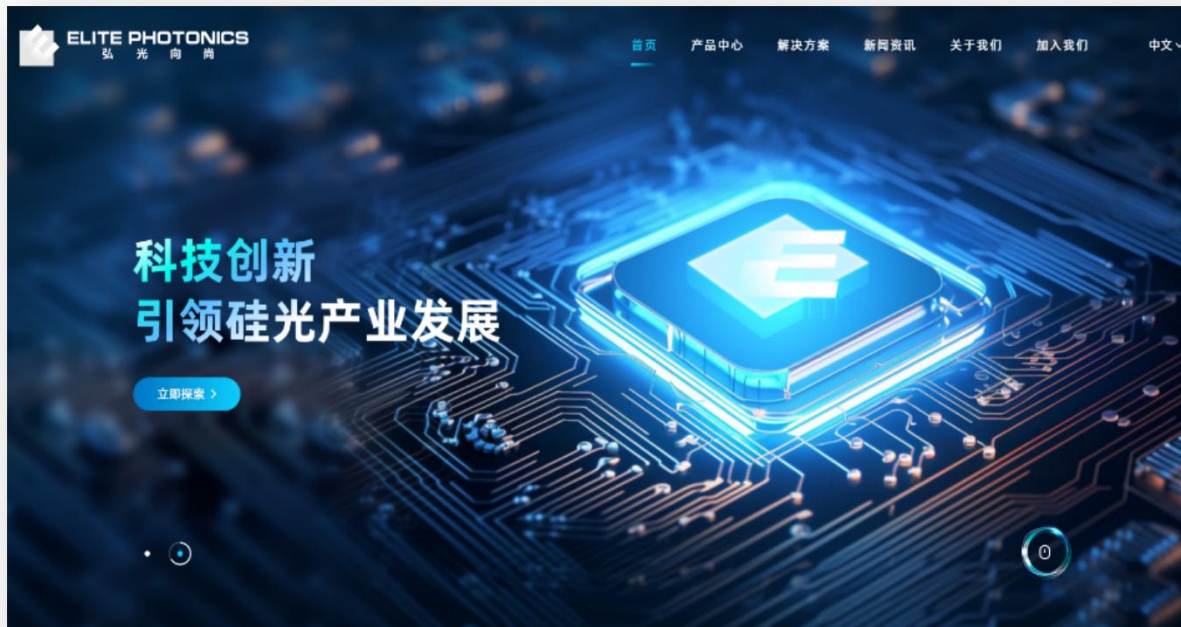 ELITE PHOTONICS
弘光向尚
首页 产品中心 解决方案 新闻资讯 关于我们 加入我们 中文
科技创新
引领硅光产业发展
立即探索 >
E